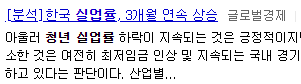 [분석]한국 실업률, 3개월 연속 상승 글로벌경제
아울러 청년 실업률 하락이 지속되는 것은 긍정적이지만
소한 것은 여전히 최저임금 인상 및 지속되는 국내 경기
하고 있다는 판단이다. 산업별...